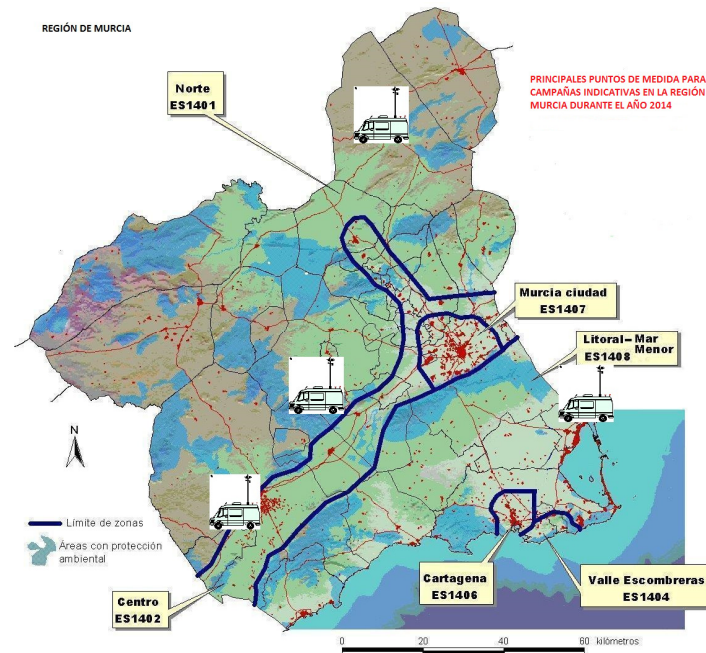 REGIÓN DE MURCIA
PRINCIPALES PUNTOS DE MEDIDA PARA
CAMPAÑAS INDICATIVAS EN LA REGIÓN
MURCIA DURANTE EL AÑO 2014
Norte
ES1401
Murcia ciudad
ES1407
Litoral-Mar
Menor
ES1408
N
Límite de zonas
Áreas con protección
ambiental
Centro
ES1402
Cartagena
ES1406
Valle Escombreras
ES1404
0 20 40 60 kilómetros